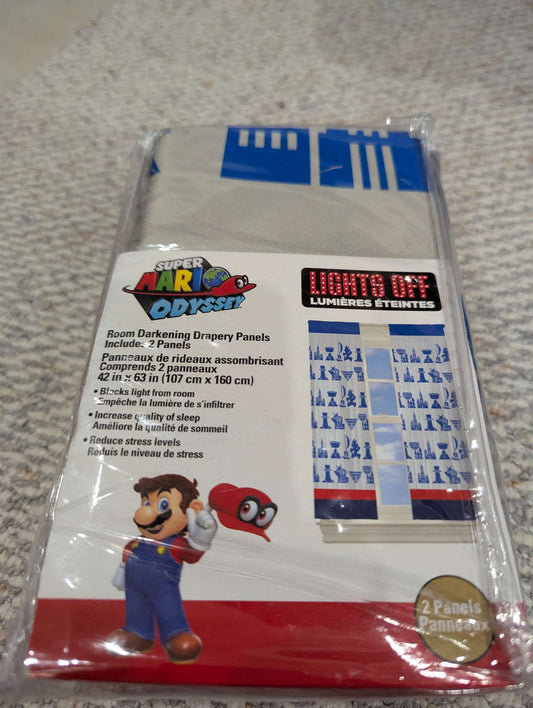 SUPER
MARIO
ODYSSEY
LIGHTS OFF
LUMIÈRES ÉTEINTES
Room Darkening Drapery Panels
Includes 2 Panels
Panneaux de rideaux assombrisant
Comprends 2 panneaux
42 in x 63 in (107 cm x 160 cm)
• Blocks light from room
Empêche la lumière de s'infiltrer
• Increase quality of sleep
Améliore la qualité de sommeil
• Reduce stress levels
Réduis le niveau de stress
2 Panels
Panneaux